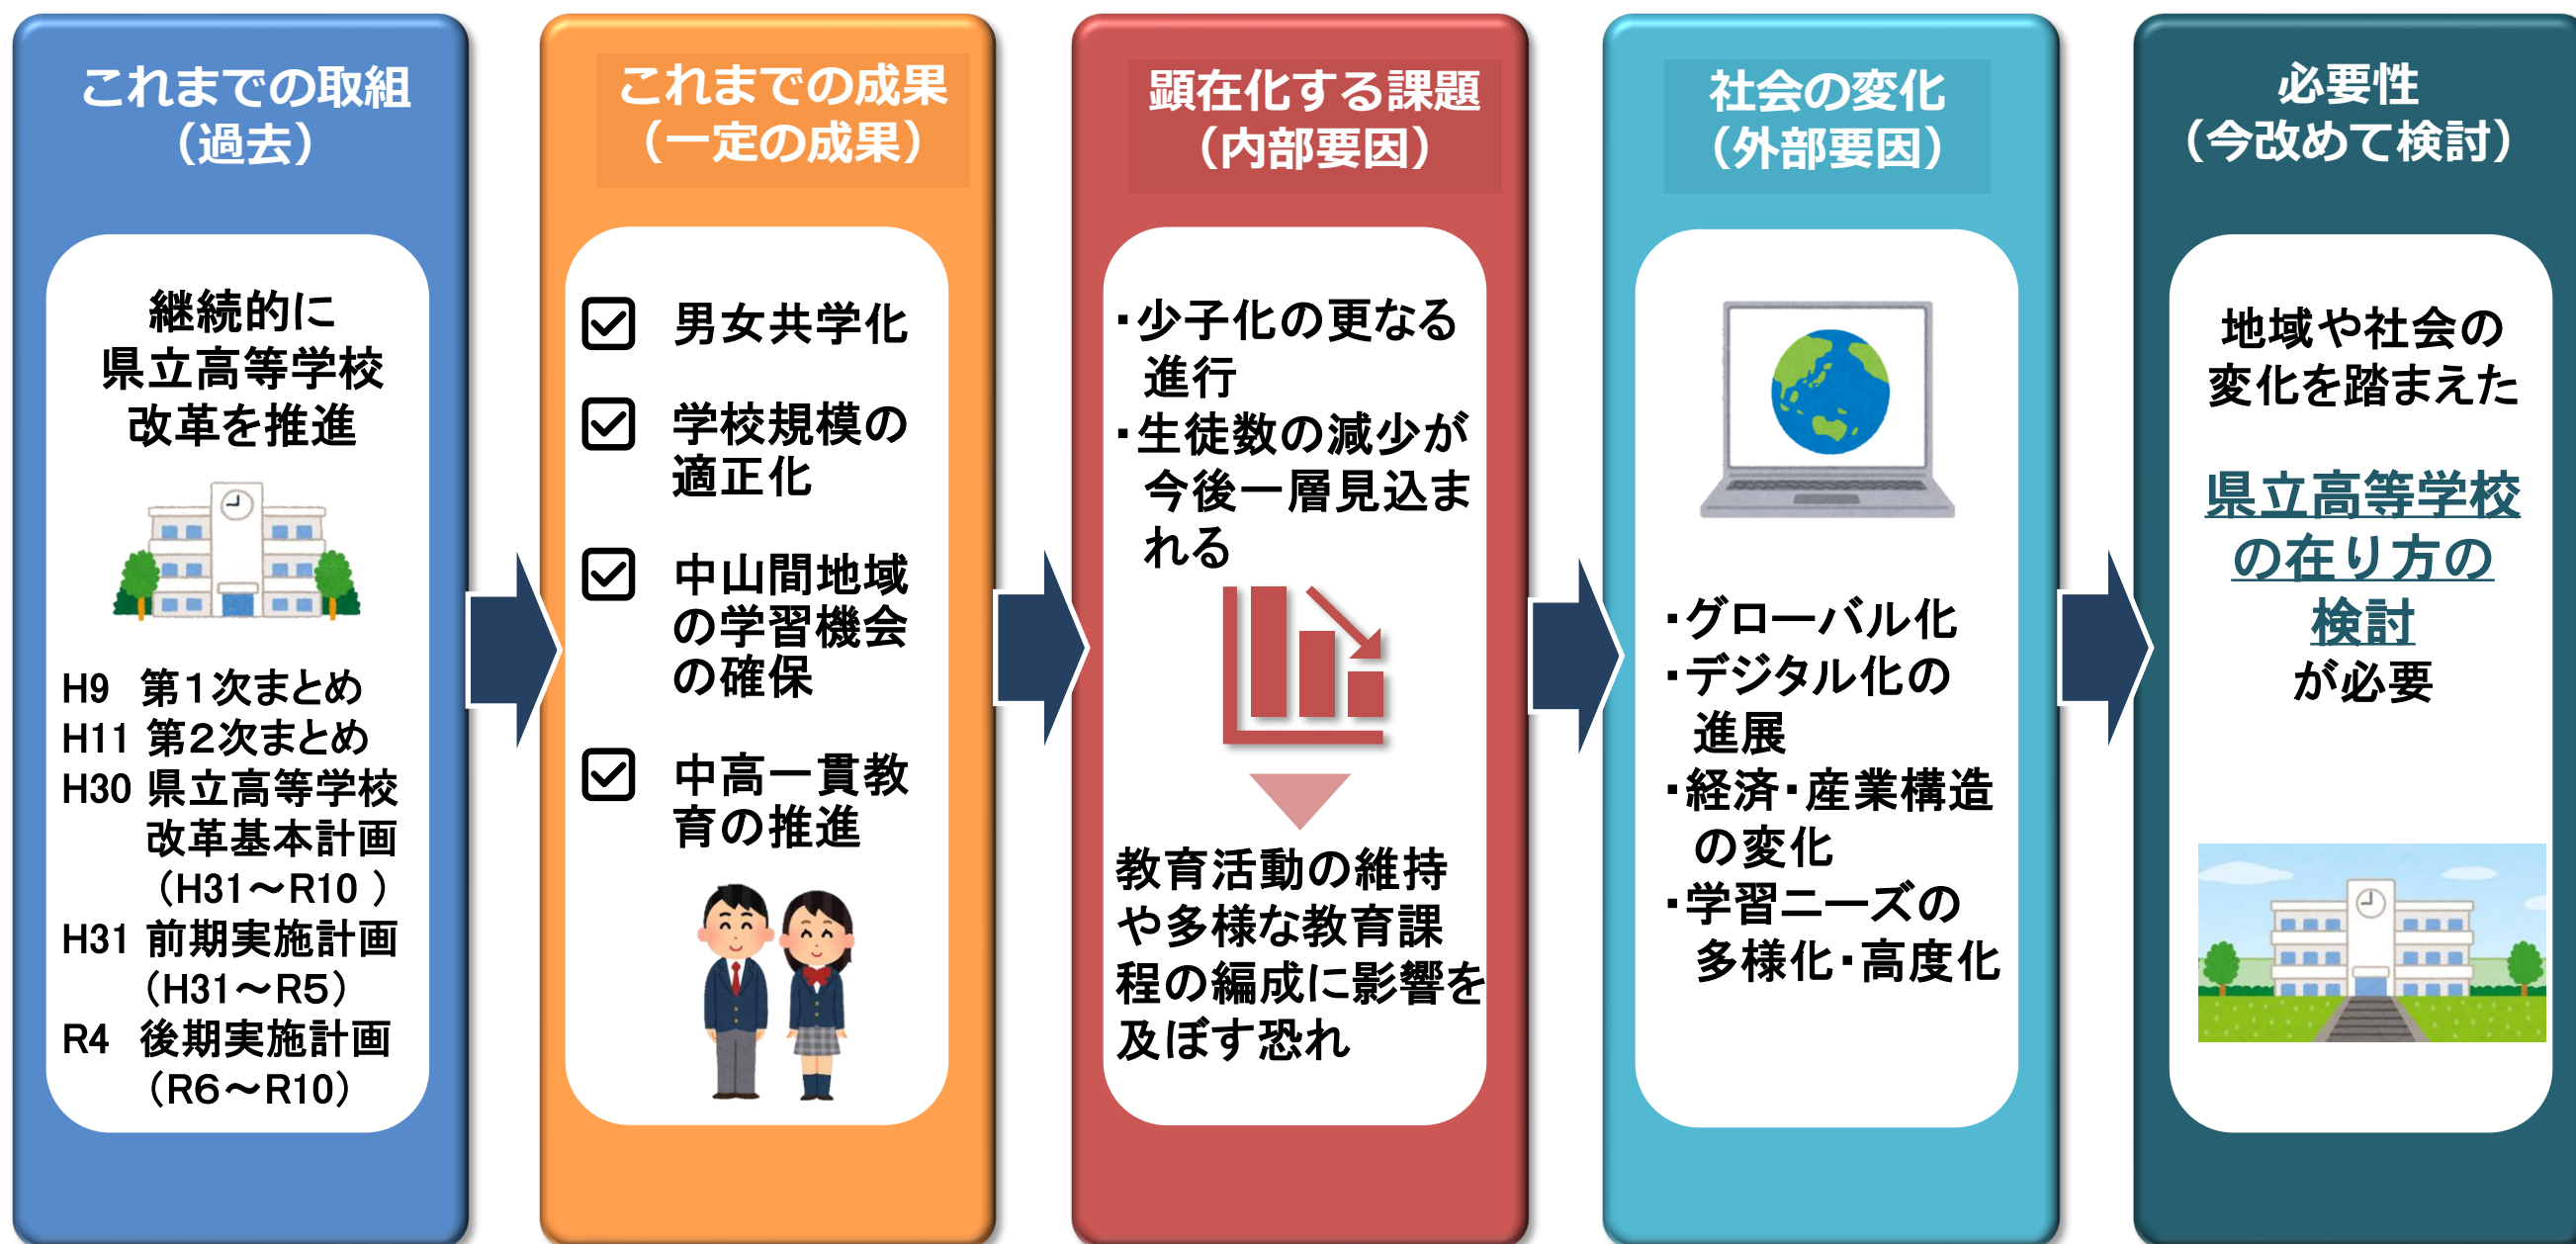 これまでの取組
（過去）
継続的に
県立高等学校
改革を推進
H9 第１次まとめ
H11 第２次まとめ
H30 県立高等学校
改革基本計画
（H31～R10 ）
H31 前期実施計画
（H31～R5）
R4 後期実施計画
（R6～R10）
これまでの成果
（一定の成果）
男女共学化
学校規模の
適正化
中山間地域
の学習機会
の確保
中高一貫教
育の推進
顕在化する課題
（内部要因）
・少子化の更なる
進行
・生徒数の減少が
今後一層見込ま
れる
教育活動の維持
や多様な教育課
程の編成に影響を
及ぼす恐れ
社会の変化
（外部要因）
・グローバル化
・デジタル化の
進展
・経済・産業構造
の変化
・学習ニーズの
多様化・高度化
必要性
（今改めて検討）
地域や社会の
変化を踏まえた
県立高等学校
の在り方の
検討
が必要